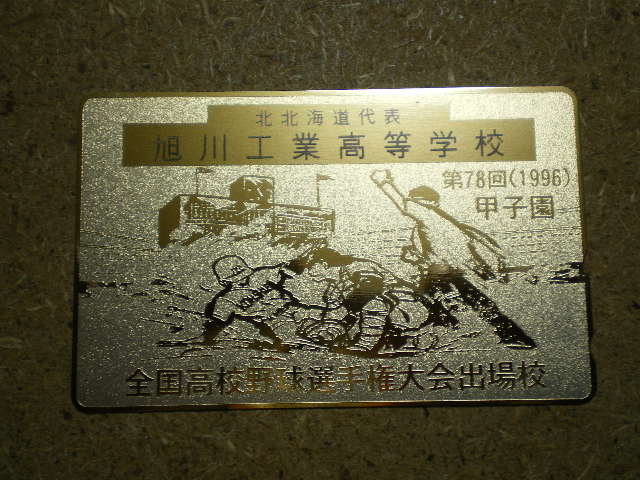 北北海道代表
旭川工業高等学校
第78回(1996)
甲子園
全国高校野球選手権大会出場校